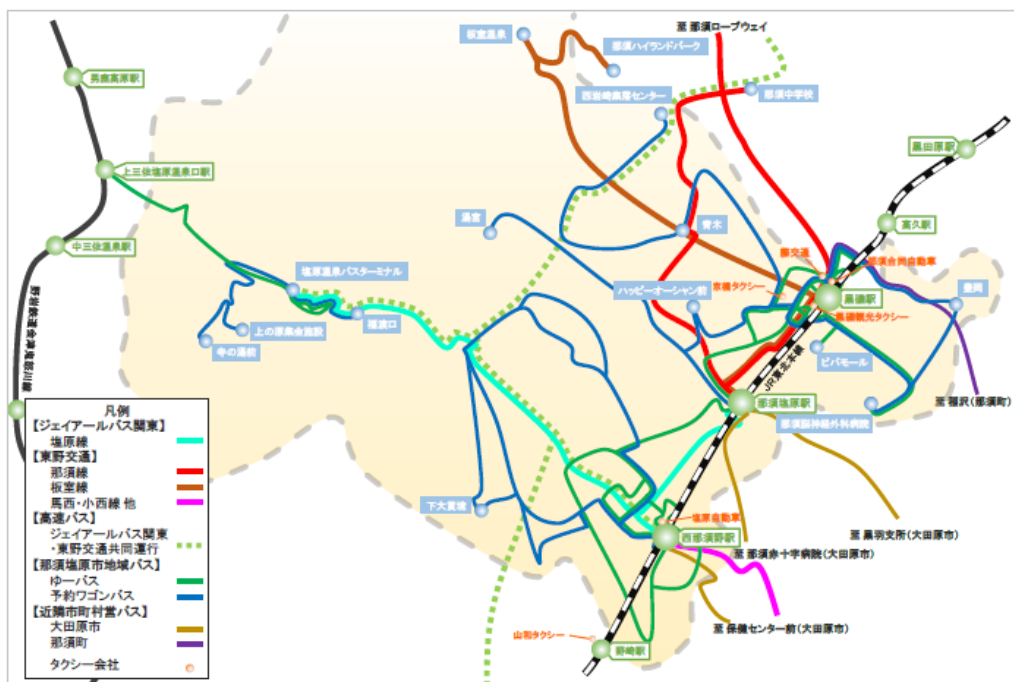 至 那須ロープウェイ
板室温泉
那須ハイランドパーク
男鹿高原駅
西岩崎集落センター
那須中学校
黒田原駅
上三依塩原温泉口駅
湯宮
青木
高久駅
中三依温泉駅
塩原温泉バスターミナル
ハッピーオーシャン前
黒磯駅
豊岡
黒磯観光タクシー
上の原集会施設
福渡口
寺の湯前
ビバモール
JR東北本線
那須塩原駅
至 稲沢(那須町)
那須脳神経外科病院
凡例
【ジェイアールバス関東】
塩原線
【東野交通】
那須線
板室線
馬西・小西線 他
【高速バス】
ジェイアールバス関東
・東野交通共同運行
【那須塩原市地域バス】
ゆーバス
予約ワゴンバス
【近隣市町村営バス】
大田原市
那須町
タクシー会社
下大貫境
塩原自動車
西那須野駅
至 黒羽支所(大田原市)
至 那須赤十字病院(大田原市)
至 保健センター前(大田原市)
山和タクシー
野崎駅